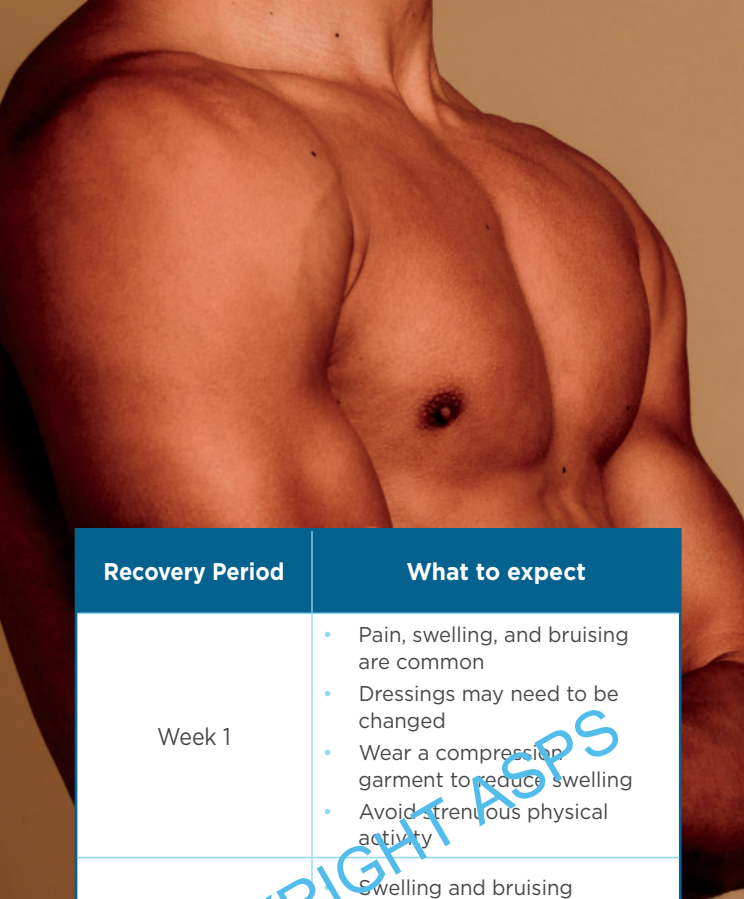 Recovery Period
What to expect
Week 1
• Pain, swelling, and bruising
are common
• Dressings may need to be
changed
• Wear a compression
garment to reduce swelling
• Avoid strenuous physical
activity
• Swelling and bruising
RIGHT ASPS